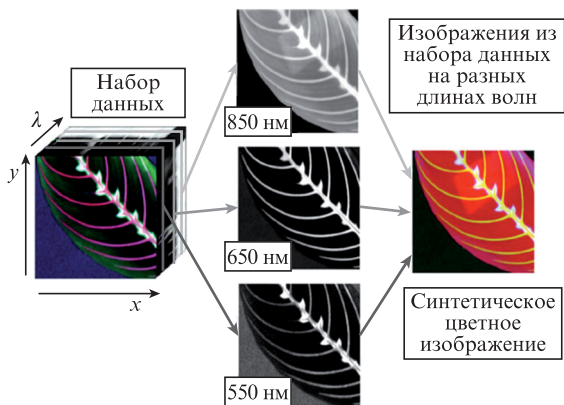 Набор
данных
λ
y
x
850 нм
650 нм
550 нм
Изображения из
набора данных
на разных
длинах волн
Синтетическое
цветное
изображение